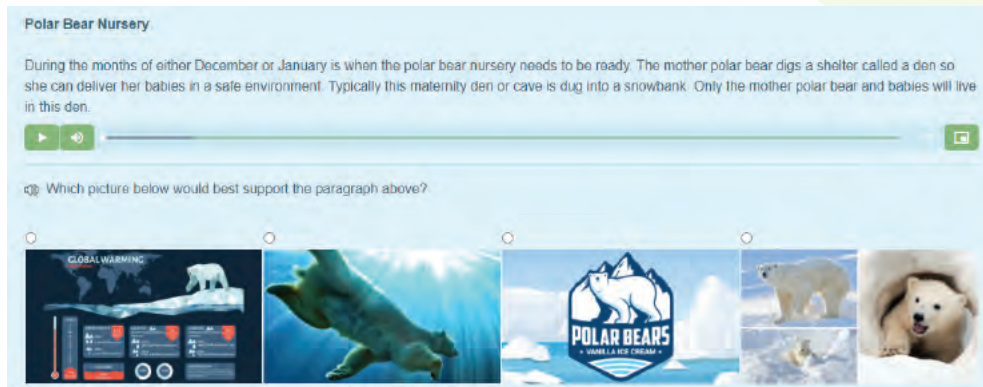 Polar Bear Nursery
During the months of either December or January is when the polar bear nursery needs to be ready. The mother polar bear digs a shelter called a den so
she can deliver her babies in a safe environment. Typically this maternity den or cave is dug into a snowbank. Only the mother polar bear and babies will live
in this den.
Which picture below would best support the paragraph above?
GLOBAL WARMING
POLAR BEARS
VANILLA ICE CREAM